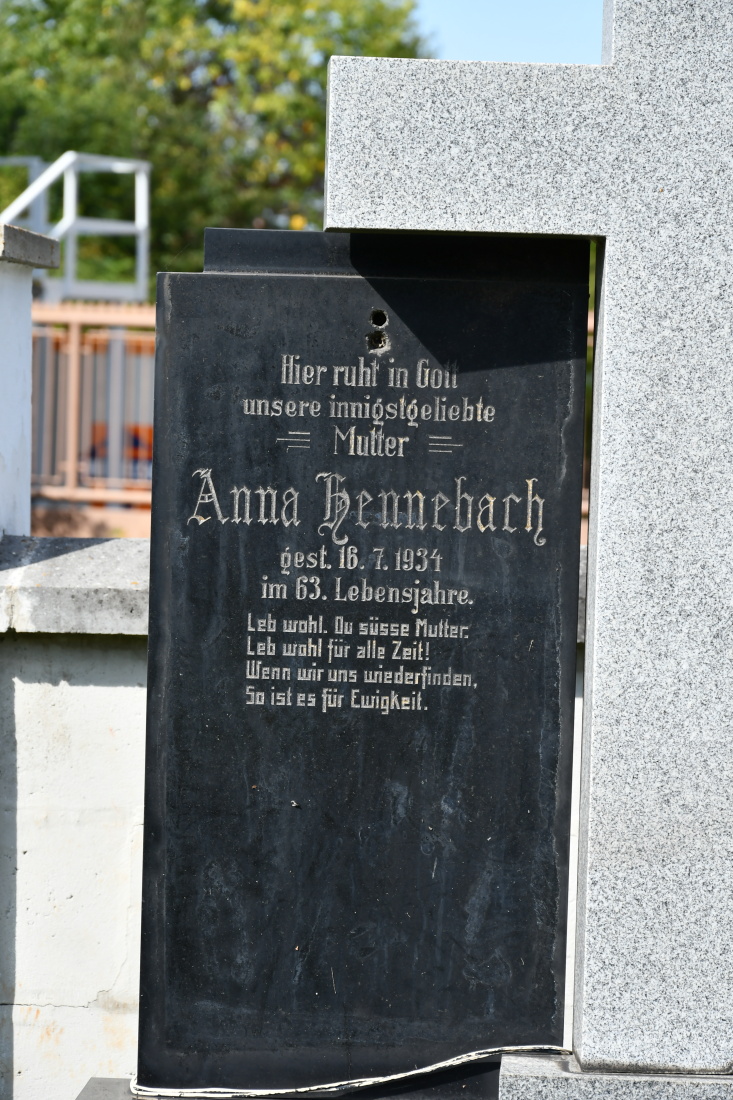 Hier ruht in Gott
unsere innigstgeliebte
Mutter
Anna Hennebach
gest. 16. 7. 1934
im 63. Lebensjahre.
Leb wohl. Du süsse Mutter.
Leb wohl für alle Zeit!
Wenn wir uns wiederfinden,
So ist es für Ewigkeit.